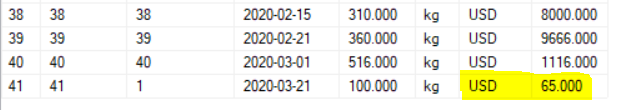 38 38 38 2020-02-15 310.000 kg USD 8000.000
39 39 39 2020-02-21 360.000 kg USD 9666.000
40 40 40 2020-03-01 516.000 kg USD 1116.000
41 41 1 2020-03-21 100.000 kg USD 65.000